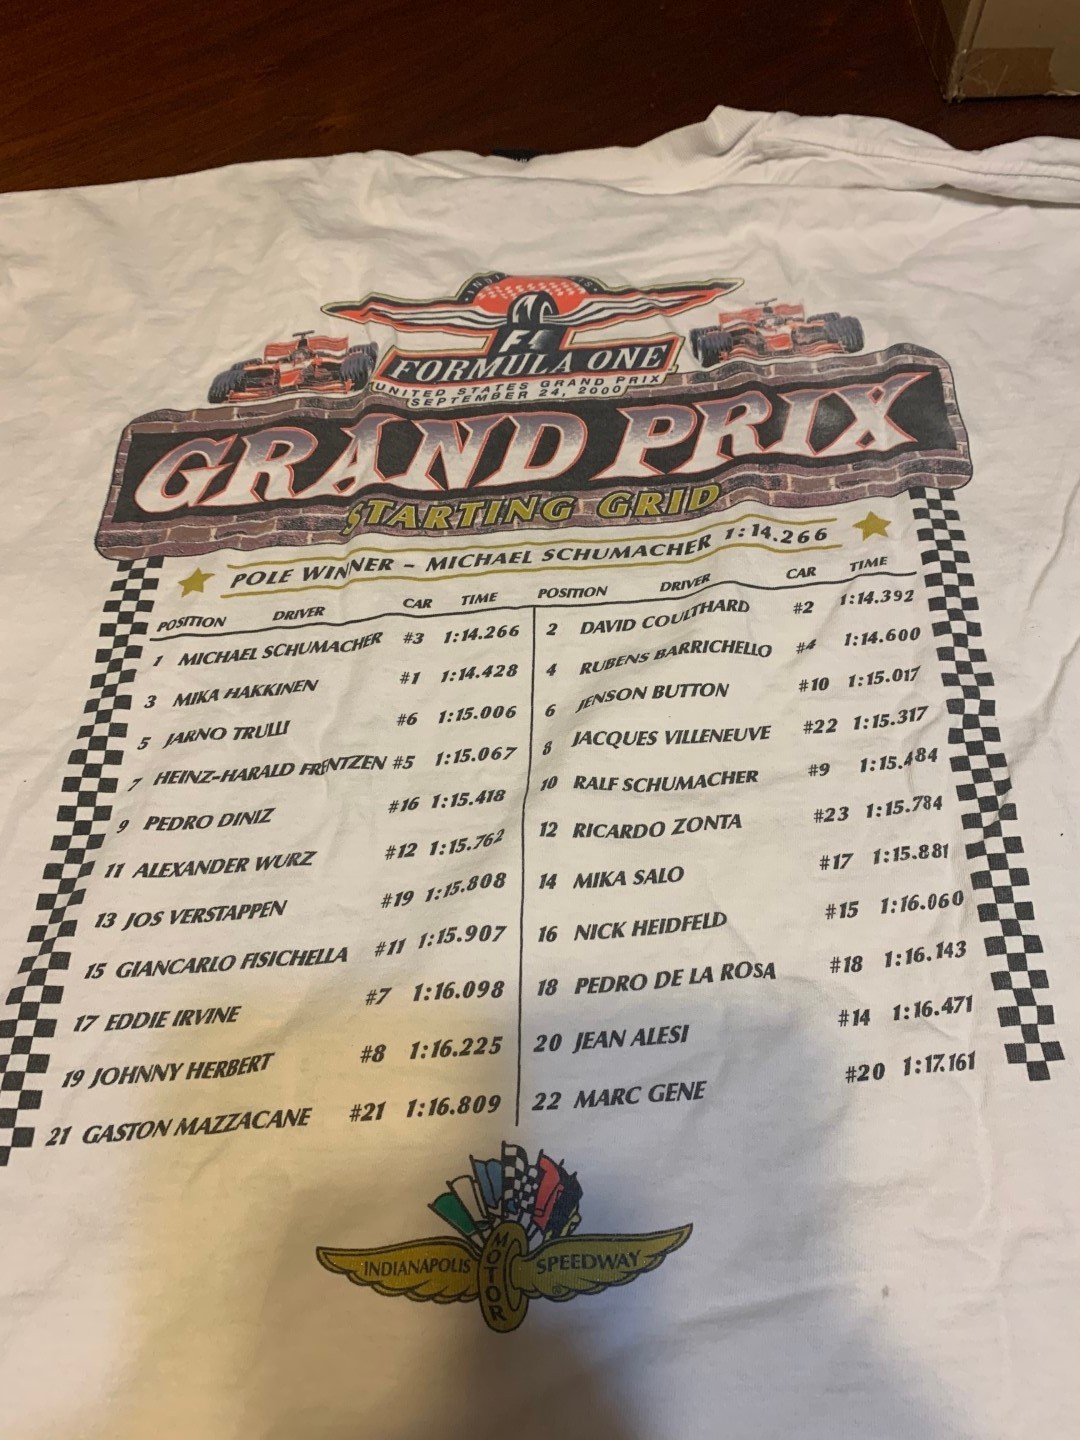 F1
FORMULA ONE
UNITED STATES GRAND PRIX
SEPTEMBER 24, 2000
GRAND PRIX
STARTING GRID
POLE WINNER - MICHAEL SCHUMACHER 1:14.266
POSITION DRIVER CAR TIME
1 MICHAEL SCHUMACHER #3 1:14.266
3 MIKA HAKKINEN #1 1:14.428
5 JARNO TRULLI #6 1:15.006
7 HEINZ-HARALD FRENTZEN #5 1:15.067
9 PEDRO DINIZ #16 1:15.418
11 ALEXANDER WURZ #12 1:15.762
13 JOS VERSTAPPEN #19 1:15.808
15 GIANCARLO FISICHELLA #11 1:15.907
17 EDDIE IRVINE #7 1:16.098
19 JOHNNY HERBERT #8 1:16.225
21 GASTON MAZZACANE #21 1:16.809
POSITION DRIVER CAR TIME
2 DAVID COULTHARD #2 1:14.392
4 RUBENS BARRICHELLO #4 1:14.600
6 JENSON BUTTON #10 1:15.017
8 JACQUES VILLENEUVE #22 1:15.317
10 RALF SCHUMACHER #9 1:15.484
12 RICARDO ZONTA #23 1:15.784
14 MIKA SALO #17 1:15.881
16 NICK HEIDFELD #15 1:16.060
18 PEDRO DE LA ROSA #18 1:16.143
20 JEAN ALESI #14 1:16.471
22 MARC GENE #20 1:17.161
INDIANAPOLIS MOTOR SPEEDWAY ®